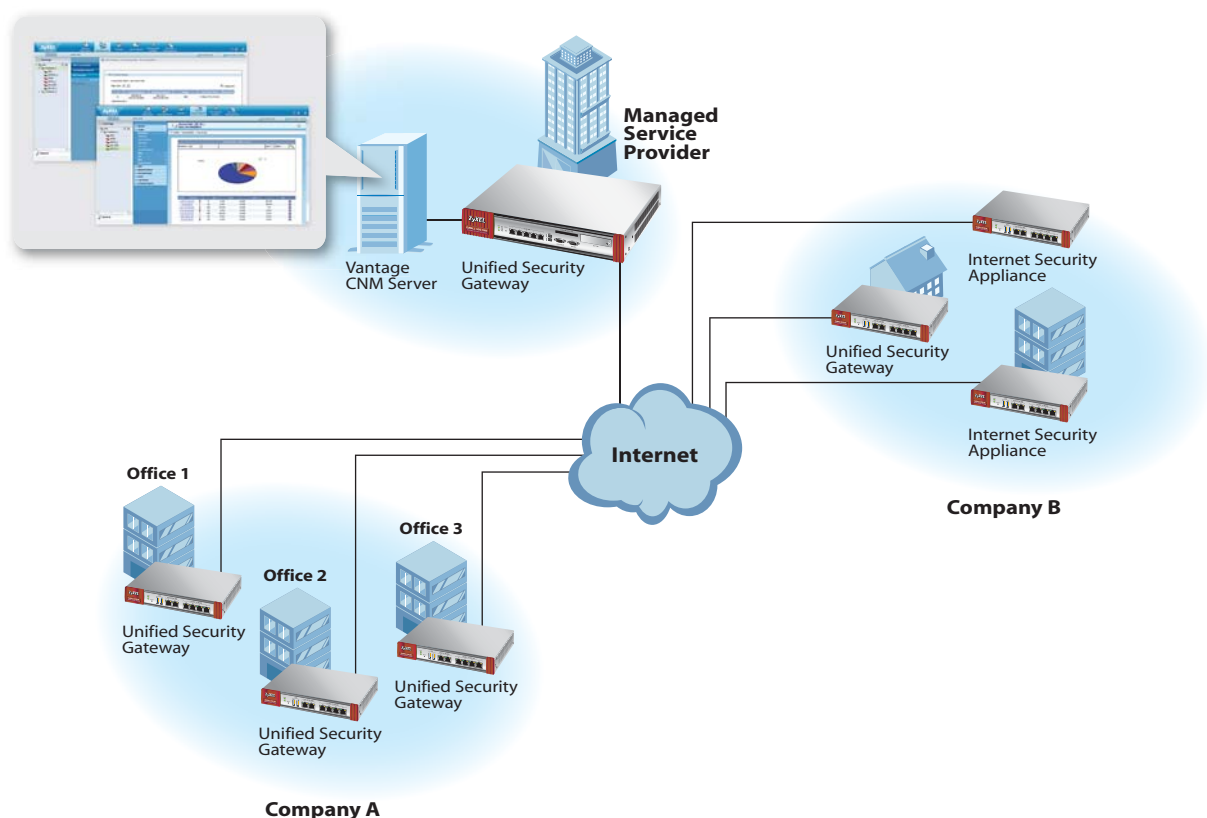 Managed
Service
Provider
ZyXEL
Vantage
CNM Server
Unified Security
Gateway
Internet Security
Appliance
Unified Security
Gateway
Internet Security
Appliance
Company B
Internet
Office 1
Unified Security
Gateway
Office 2
Unified Security
Gateway
Office 3
Unified Security
Gateway
Company A